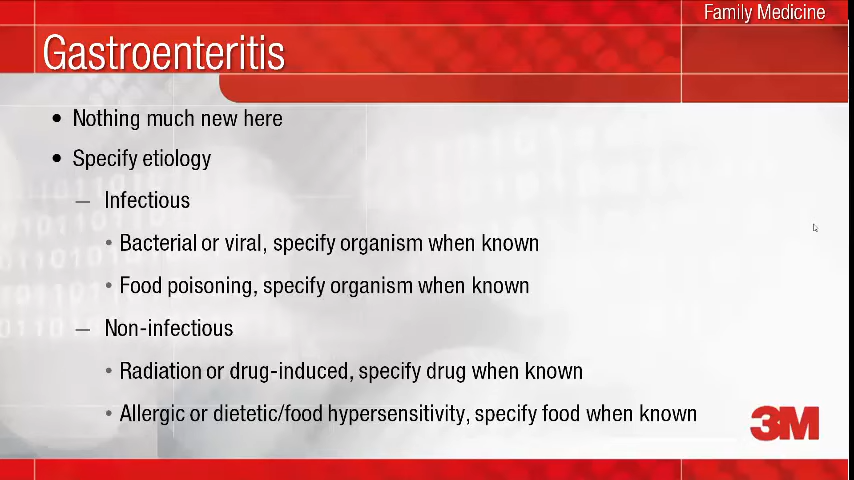 Family Medicine
Gastroenteritis
• Nothing much new here
• Specify etiology
– Infectious
• Bacterial or viral, specify organism when known
• Food poisoning, specify organism when known
– Non-infectious
• Radiation or drug-induced, specify drug when known
• Allergic or dietetic/food hypersensitivity, specify food when known
3M